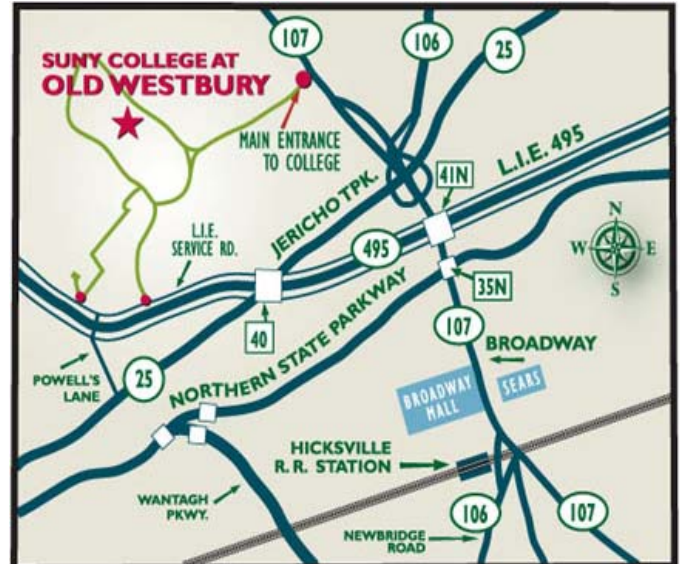 107
106
25
SUNY COLLEGE AT
OLD WESTBURY
MAIN ENTRANCE
TO COLLEGE
41N
L.I.E. 495
JERICHO TPK.
L.I.E.
SERVICE RD.
495
N
W E
S
35N
40
NORTHERN STATE PARKWAY
107
BROADWAY
POWELL'S
LANE
25
BROADWAY
MALL
SEARS
HICKSVILLE
R.R. STATION
WANTAGH
PKWY.
106
107
NEWBRIDGE
ROAD